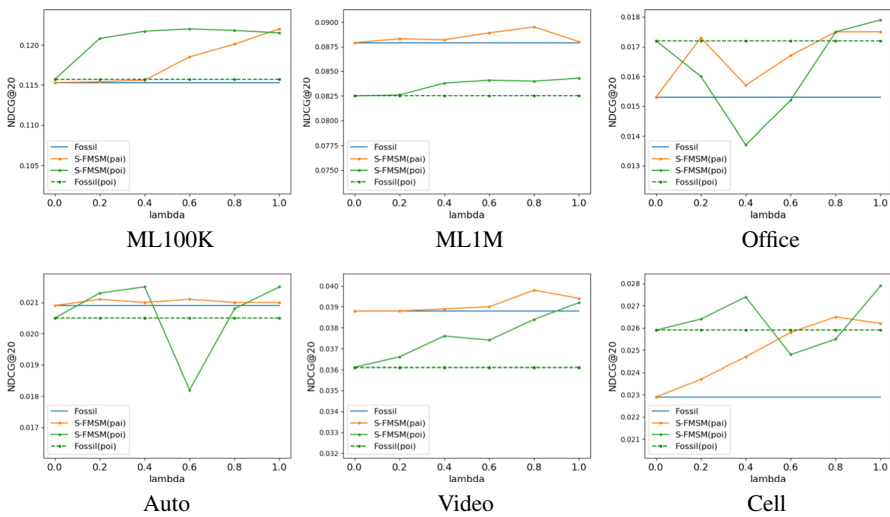 NDCG@20
0.120
0.115
0.110
0.105
Fossil
S-FMSM(pai)
S-FMSM(poi)
Fossil(poi)
0.0 0.2 0.4 0.6 0.8 1.0
lambda
ML100K
NDCG@20
0.0900
0.0875
0.0850
0.0825
0.0800
0.0775
0.0750
Fossil
S-FMSM(pai)
S-FMSM(poi)
Fossil(poi)
0.0 0.2 0.4 0.6 0.8 1.0
lambda
ML1M
NDCG@20
0.018
0.017
0.016
0.015
0.014
0.013
Fossil
S-FMSM(pai)
S-FMSM(poi)
Fossil(poi)
0.0 0.2 0.4 0.6 0.8 1.0
lambda
Office
NDCG@20
0.021
0.020
0.019
0.018
0.017
Fossil
S-FMSM(pai)
S-FMSM(poi)
Fossil(poi)
0.0 0.2 0.4 0.6 0.8 1.0
lambda
Auto
NDCG@20
0.040
0.039
0.038
0.037
0.036
0.035
0.034
0.033
0.032
Fossil
S-FMSM(pai)
S-FMSM(poi)
Fossil(poi)
0.0 0.2 0.4 0.6 0.8 1.0
lambda
Video
NDCG@20
0.028
0.027
0.026
0.025
0.024
0.023
0.022
0.021
Fossil
S-FMSM(pai)
S-FMSM(poi)
Fossil(poi)
0.0 0.2 0.4 0.6 0.8 1.0
lambda
Cell